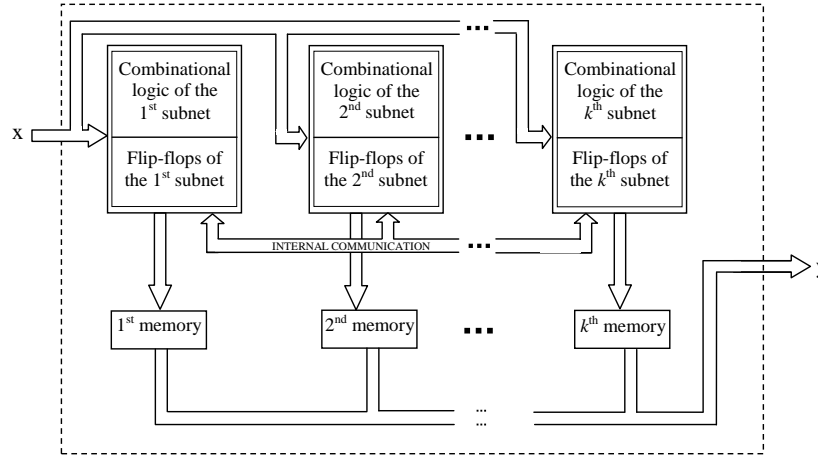 Combinational
logic of the
1st subnet
Flip-flops of
the 1st subnet
Combinational
logic of the
2nd subnet
Flip-flops of
the 2nd subnet
Combinational
logic of the
kth subnet
Flip-flops of
the kth subnet
x
INTERNAL COMMUNICATION
y
1st memory
2nd memory
kth memory